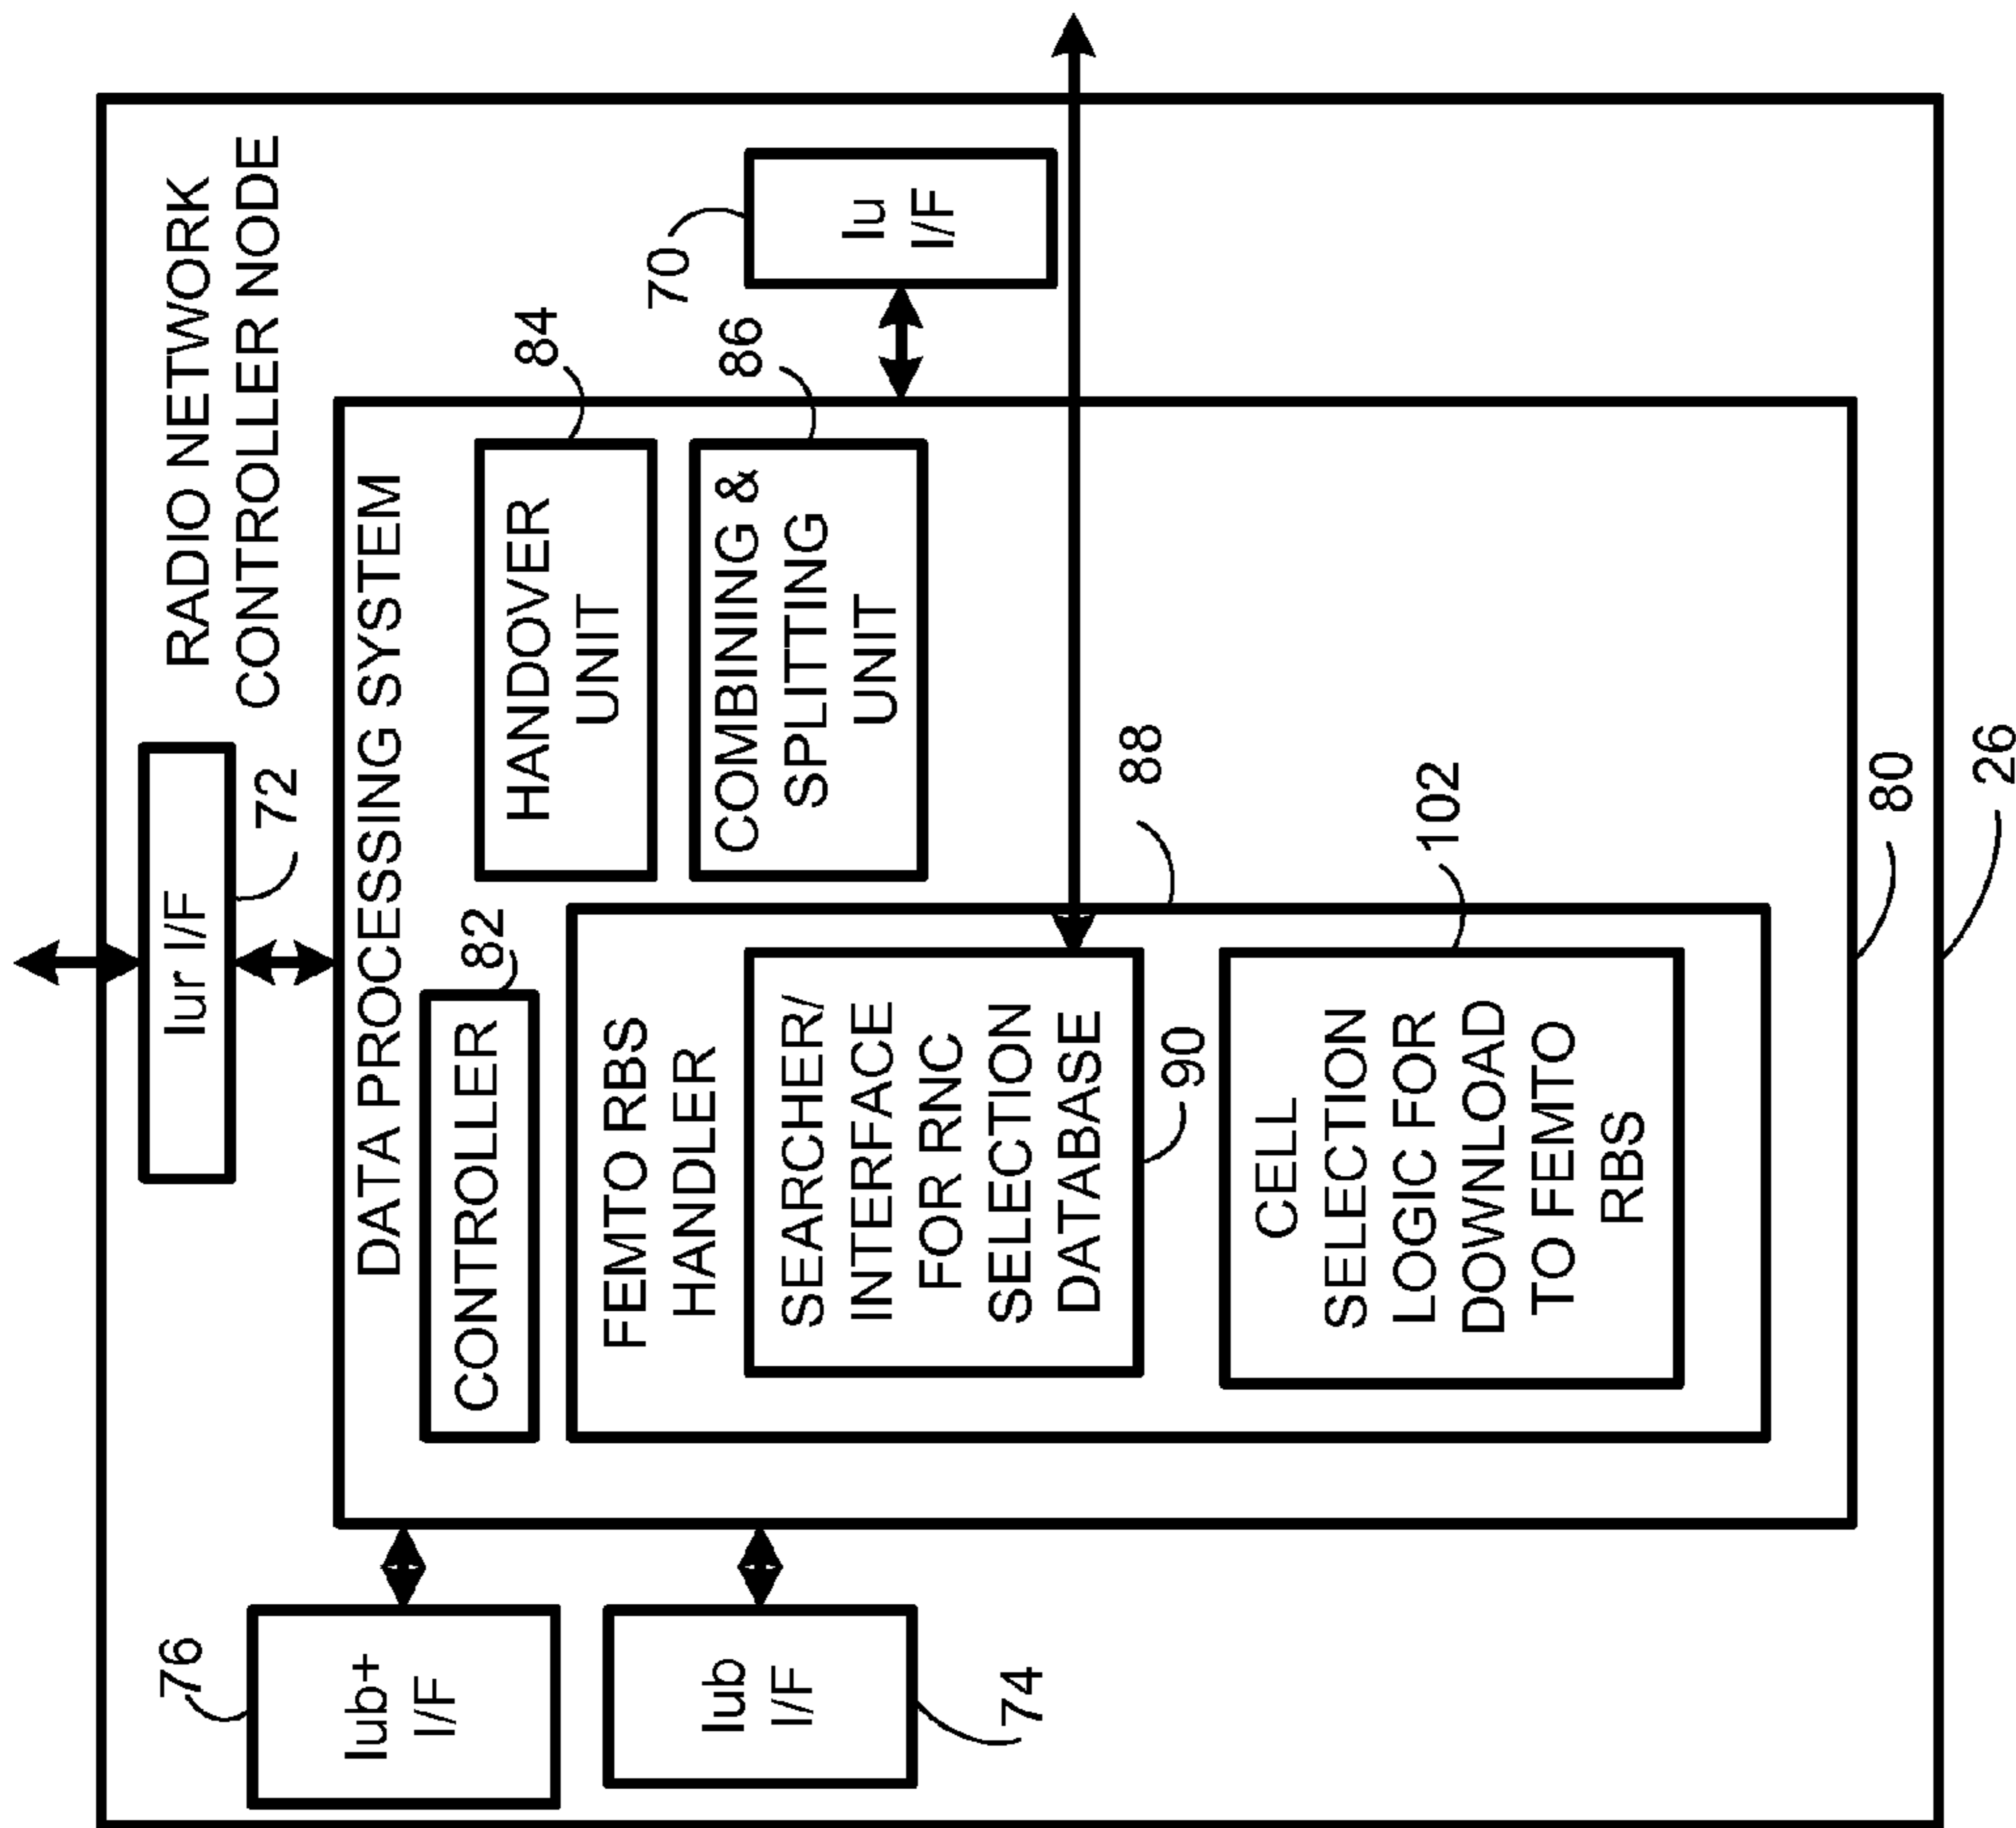 RADIO NETWORK
CONTROLLER NODE
Iur I/F
72
DATA PROCESSING SYSTEM
76
Iub+
I/F
Iub
I/F
74
CONTROLLER
82
HANDOVER
UNIT
84
COMBINING &
SPLITTING
UNIT
86
70
Iu
I/F
FEMTO RBS
HANDLER
88
SEARCHER/
INTERFACE
FOR RNC
SELECTION
DATABASE
90
CELL
SELECTION
LOGIC FOR
DOWNLOAD
TO FEMTO
RBS
102
80
26